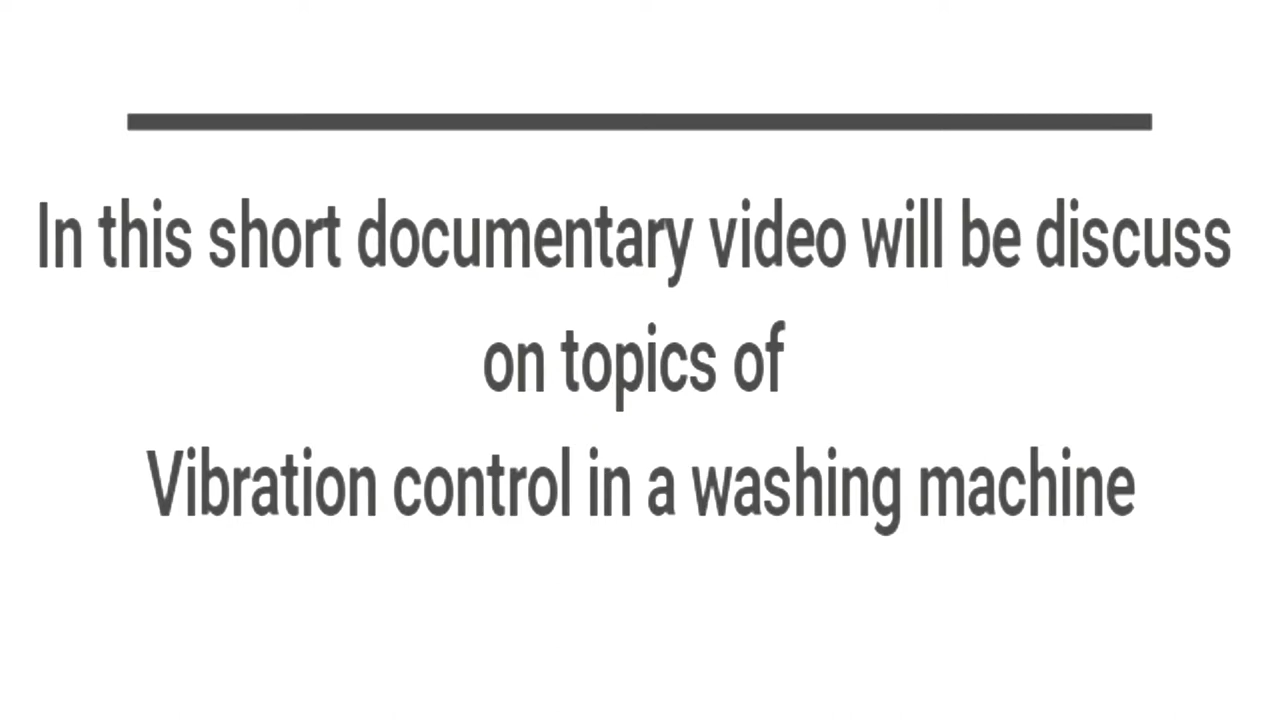 In this short documentary video will be discuss
on topics of
Vibration control in a washing machine